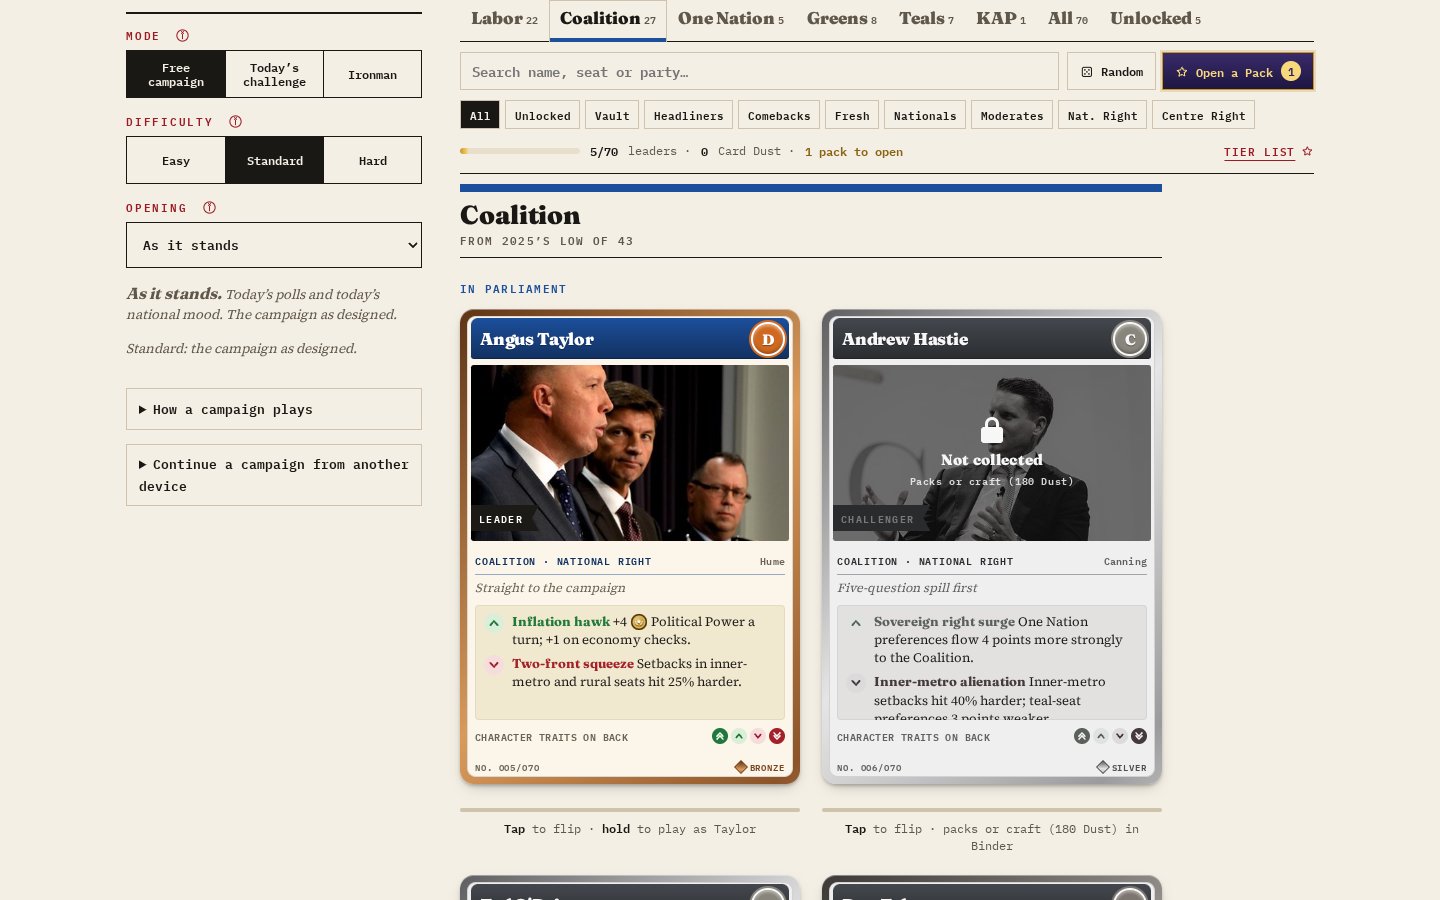 Labor 22 Coalition 27 One Nation 5 Greens 8 Teals 7 KAP 1 All 70 Unlocked 5
MODE
Free campaign
Today's challenge
Ironman
DIFFICULTY
Easy
Standard
Hard
OPENING
As it stands
As it stands. Today's polls and today's
national mood. The campaign as designed.
Standard: the campaign as designed.
How a campaign plays
Continue a campaign from another
device
Search name, seat or party…
Random
Open a Pack 1
All
Unlocked
Vault
Headliners
Comebacks
Fresh
Nationals
Moderates
Nat. Right
Centre Right
5/70 leaders · 0 Card Dust · 1 pack to open
TIER LIST
Coalition
FROM 2025'S LOW OF 43
IN PARLIAMENT
Angus Taylor D
LEADER
COALITION · NATIONAL RIGHT Hume
Straight to the campaign
Inflation hawk +4 Political Power a
turn; +1 on economy checks.
Two-front squeeze Setbacks in inner-
metro and rural seats hit 25% harder.
CHARACTER TRAITS ON BACK
NO. 005/070 BRONZE
Tap to flip · hold to play as Taylor
Andrew Hastie C
Not collected
Packs or craft (180 Dust)
CHALLENGER
COALITION · NATIONAL RIGHT Canning
Five-question spill first
Sovereign right surge One Nation
preferences flow 4 points more strongly
to the Coalition.
Inner-metro alienation Inner-metro
setbacks hit 40% harder; teal-seat
preferences 3 points weaker
CHARACTER TRAITS ON BACK
NO. 006/070 SILVER
Tap to flip · packs or craft (180 Dust) in
Binder